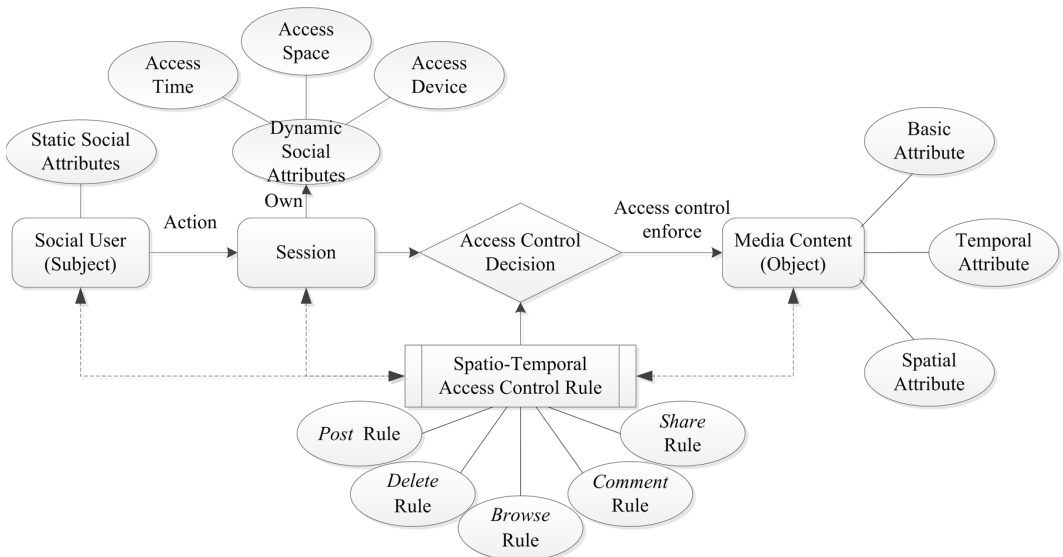 Access
Space
Access
Time
Access
Device
Dynamic
Social
Attributes
Static Social
Attributes
Basic
Attribute
Own
Action
Access control
enforce
Social User
(Subject)
Session
Access Control
Decision
Media Content
(Object)
Temporal
Attribute
Spatio-Temporal
Access Control Rule
Spatial
Attribute
Post Rule
Share
Rule
Delete
Rule
Comment
Rule
Browse
Rule